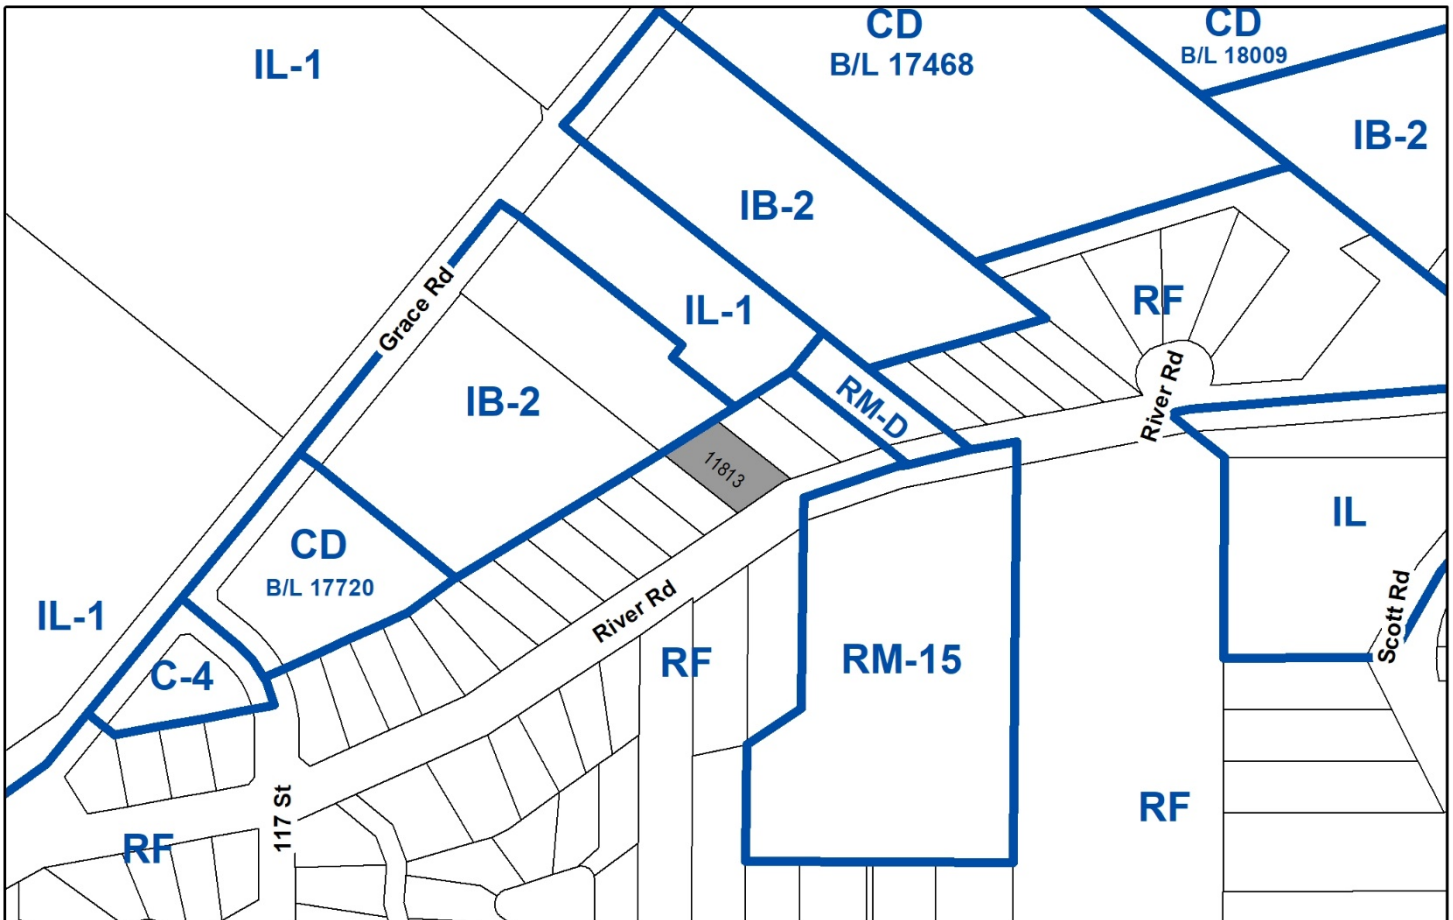 CD
B/L 17468
CD
B/L 18009
IL-1
IB-2
IB-2
RF
IL-1
Grace Rd
River Rd
IB-2
RM-D
11813
IL
CD
B/L 17720
River Rd
Scott Rd
IL-1
RF
RM-15
C-4
RF
117 St
RF